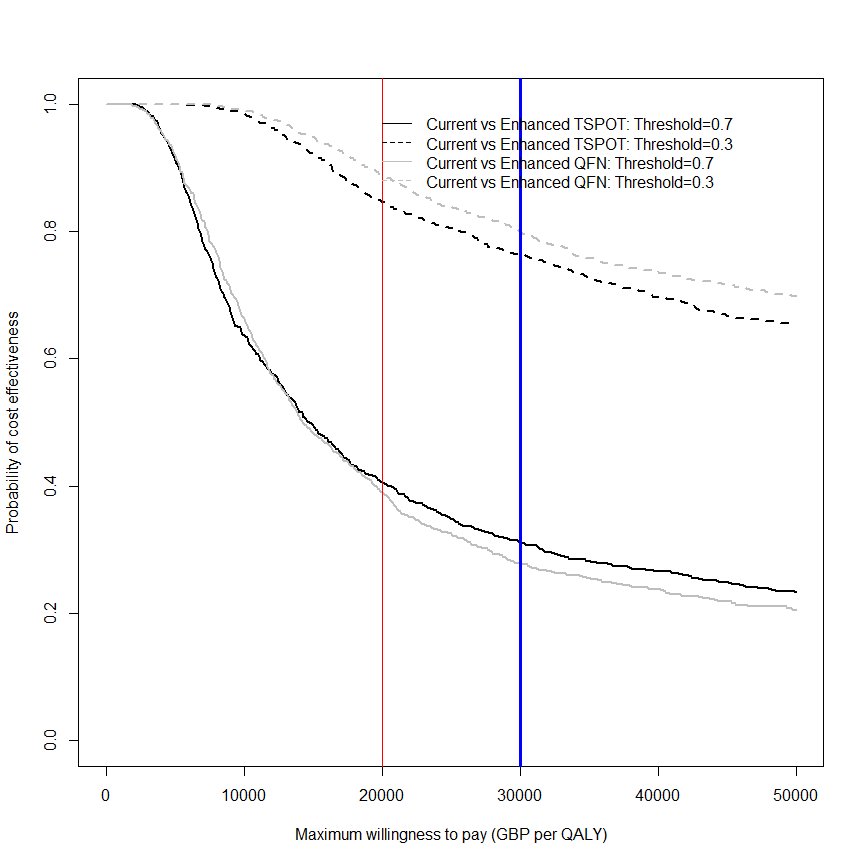 Current vs Enhanced TSPOT: Threshold=0.7
Current vs Enhanced TSPOT: Threshold=0.3
Current vs Enhanced QFN: Threshold=0.7
Current vs Enhanced QFN: Threshold=0.3
Probability of cost effectiveness
1.0
0.8
0.6
0.4
0.2
0.0
0 10000 20000 30000 40000 50000
Maximum willingness to pay (GBP per QALY)